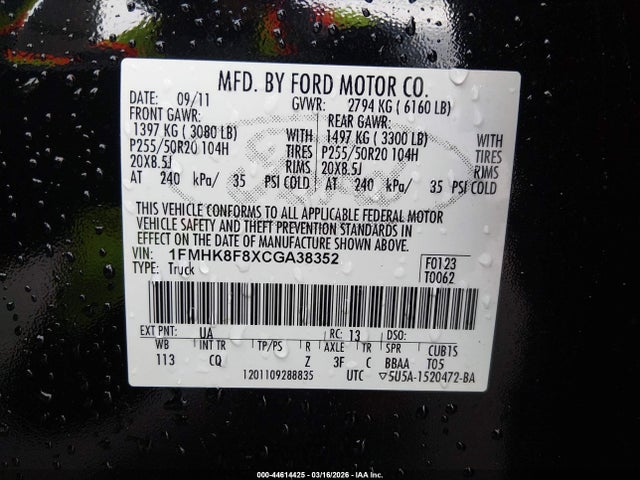 MFD. BY FORD MOTOR CO.
DATE: 09/11 GVWR: 2794 KG ( 6160 LB)
FRONT GAWR: REAR GAWR:
1397 KG ( 3080 LB) WITH 1497 KG ( 3300 LB) WITH
P255/50R20 104H TIRES P255/50R20 104H TIRES
20X8.5J RIMS 20X8.5J RIMS
AT 240 kPa/ 35 PSI COLD AT 240 kPa/ 35 PSI COLD
THIS VEHICLE CONFORMS TO ALL APPLICABLE FEDERAL MOTOR
VEHICLE SAFETY AND THEFT PREVENTION STANDARDS IN
EFFECT ON THE DATE OF MANUFACTURE SHOWN ABOVE.
VIN: 1FMHK8F8XCGA38352 F0123
TYPE: Truck T0062
EXT PNT: UA RC: 13 DSO:
WB INT TR TP/PS R AXLE TR SPR CUB1S
113 CQ Z 3F C BBAA T05
1201109288835 UTC ▽5U5A-1520472-BA
000-44614425 - 03/16/2026 - IAA Inc.